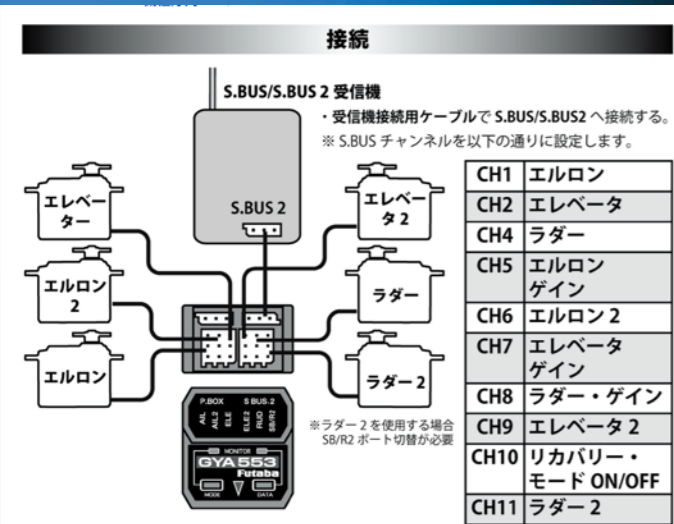 接続
S.BUS/S.BUS 2 受信機
・受信機接続用ケーブルで S.BUS/S.BUS2 へ接続する。
※ S.BUS チャンネルを以下の通りに設定します。
エレベー
ター
S.BUS 2
エレベー
タ 2
エルロン
2
ラダー
エルロン
ラダー 2
P.BOX S BUS-2
AIL
AIL2
ELE
ELE2
RUD
SB/R2
MONITOR
GYA553
Futaba
MODE
DATA
※ラダー 2 を使用する場合
SB/R2 ポート切替が必要
CH1 エルロン
CH2 エレベータ
CH4 ラダー
CH5 エルロン
ゲイン
CH6 エルロン 2
CH7 エレベータ
ゲイン
CH8 ラダー・ゲイン
CH9 エレベータ 2
CH10 リカバリー・
モード ON/OFF
CH11 ラダー 2